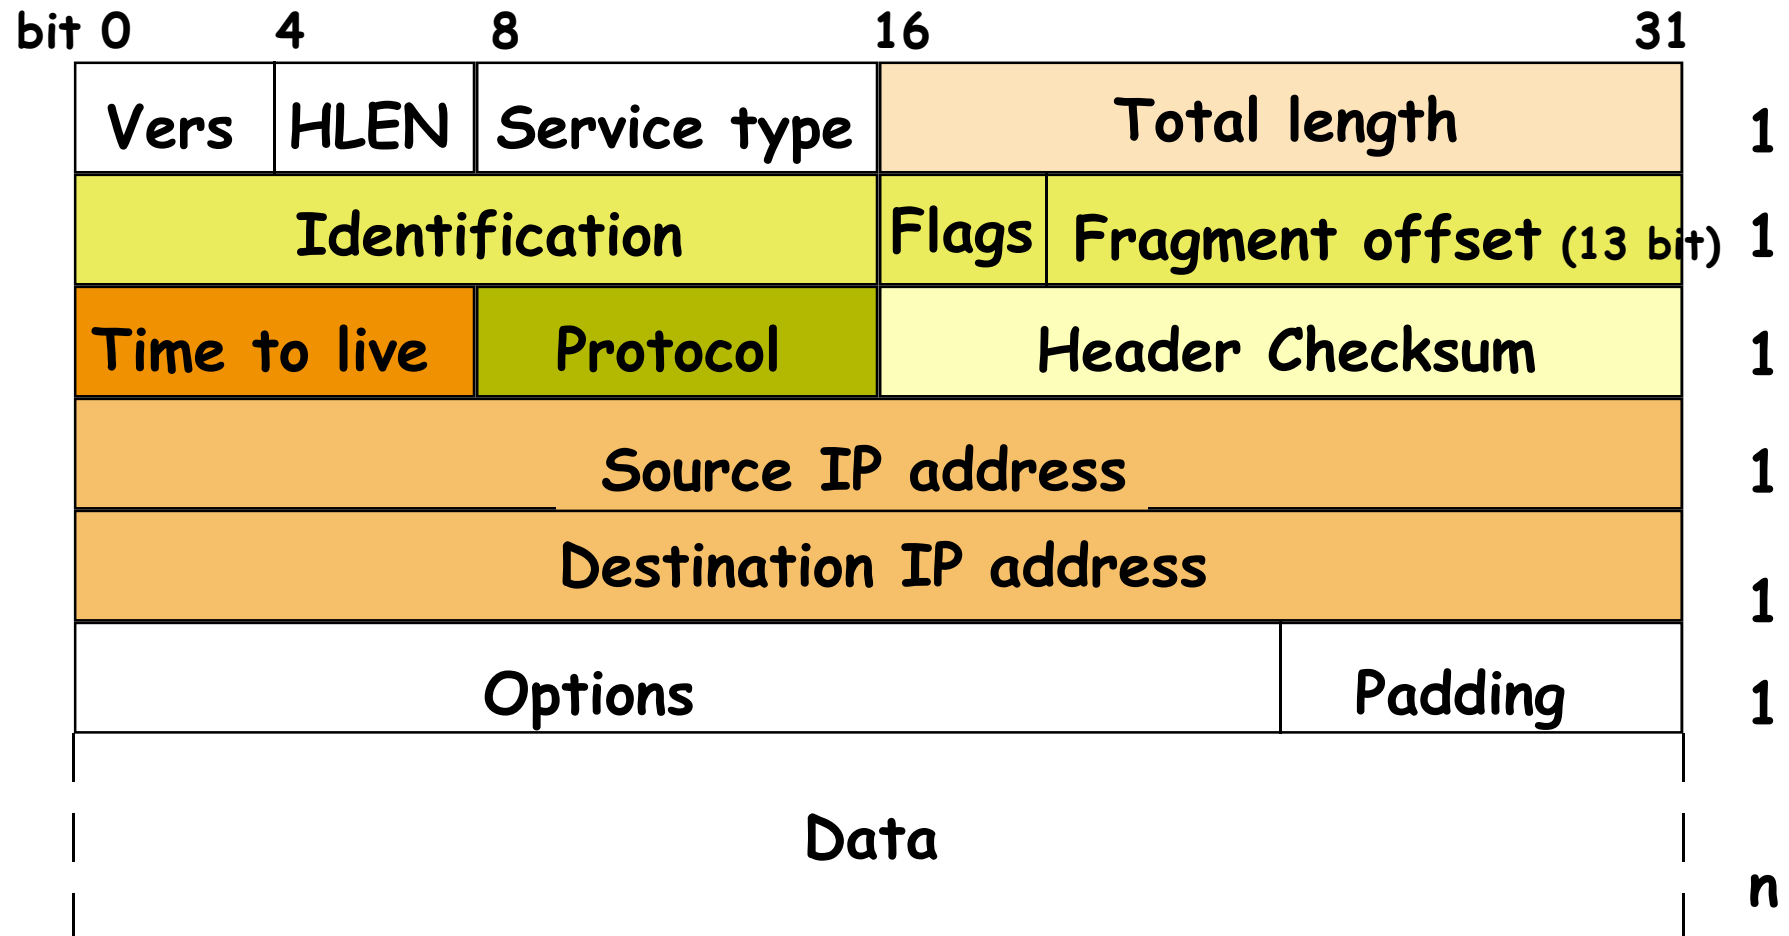 bit 0 4 8 16 31
Vers HLEN Service type Total length 1
Identification Flags Fragment offset (13 bit) 1
Time to live Protocol Header Checksum 1
Source IP address 1
Destination IP address 1
Options Padding 1
Data
n